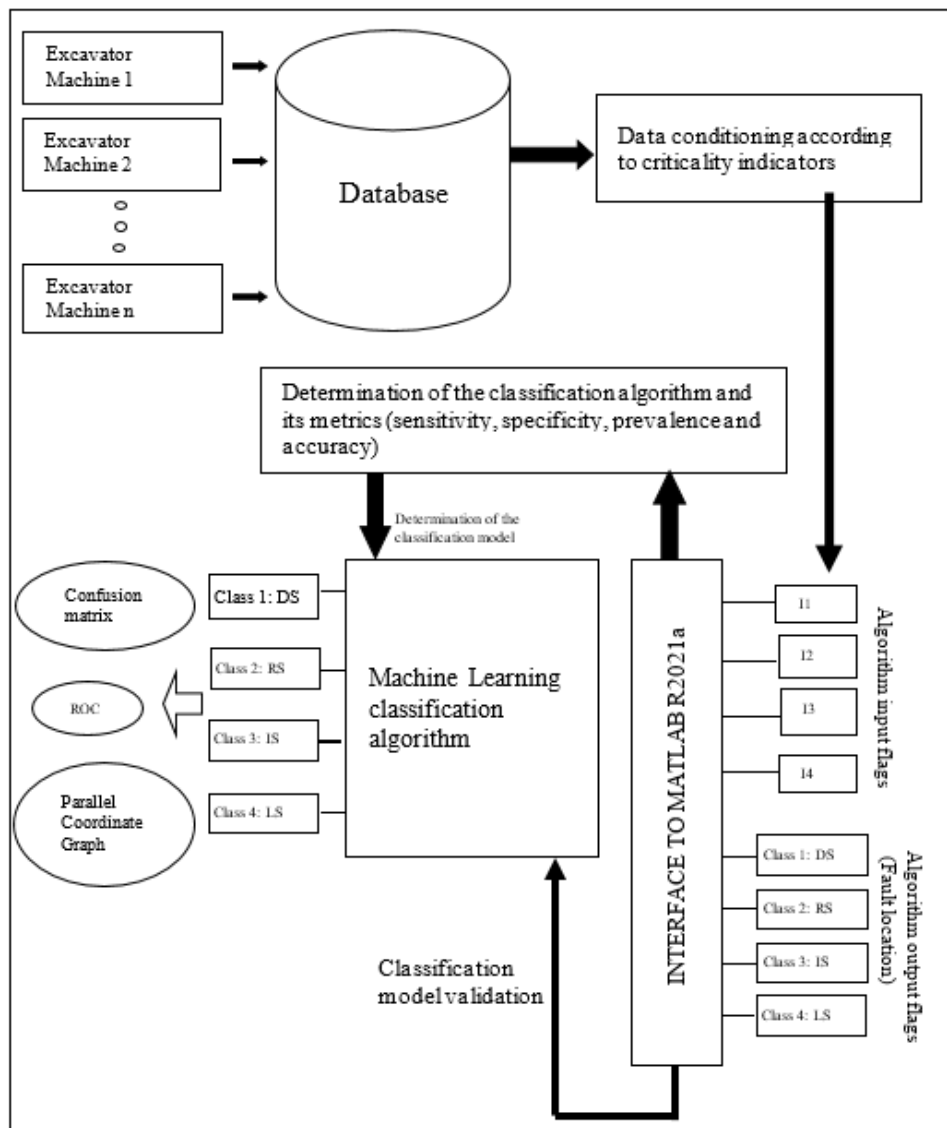 Excavator
Machine 1
Excavator
Machine 2
Excavator
Machine n
Database
Data conditioning according
to criticality indicators
Determination of the classification algorithm and
its metrics (sensitivity, specificity, prevalence and
accuracy)
Determination of the
classification model
Confusion
matrix
ROC
Parallel
Coordinate
Graph
Class 1: DS
Class 2: RS
Class 3: IS
Class 4: LS
Machine Learning
classification
algorithm
Classification
model validation
INTERFACE TO MATLAB R2021a
I1
I2
I3
I4
Algorithm input flags
Class 1: DS
Class 2: RS
Class 3: IS
Class 4: LS
Algorithm output flags
(Fault location)